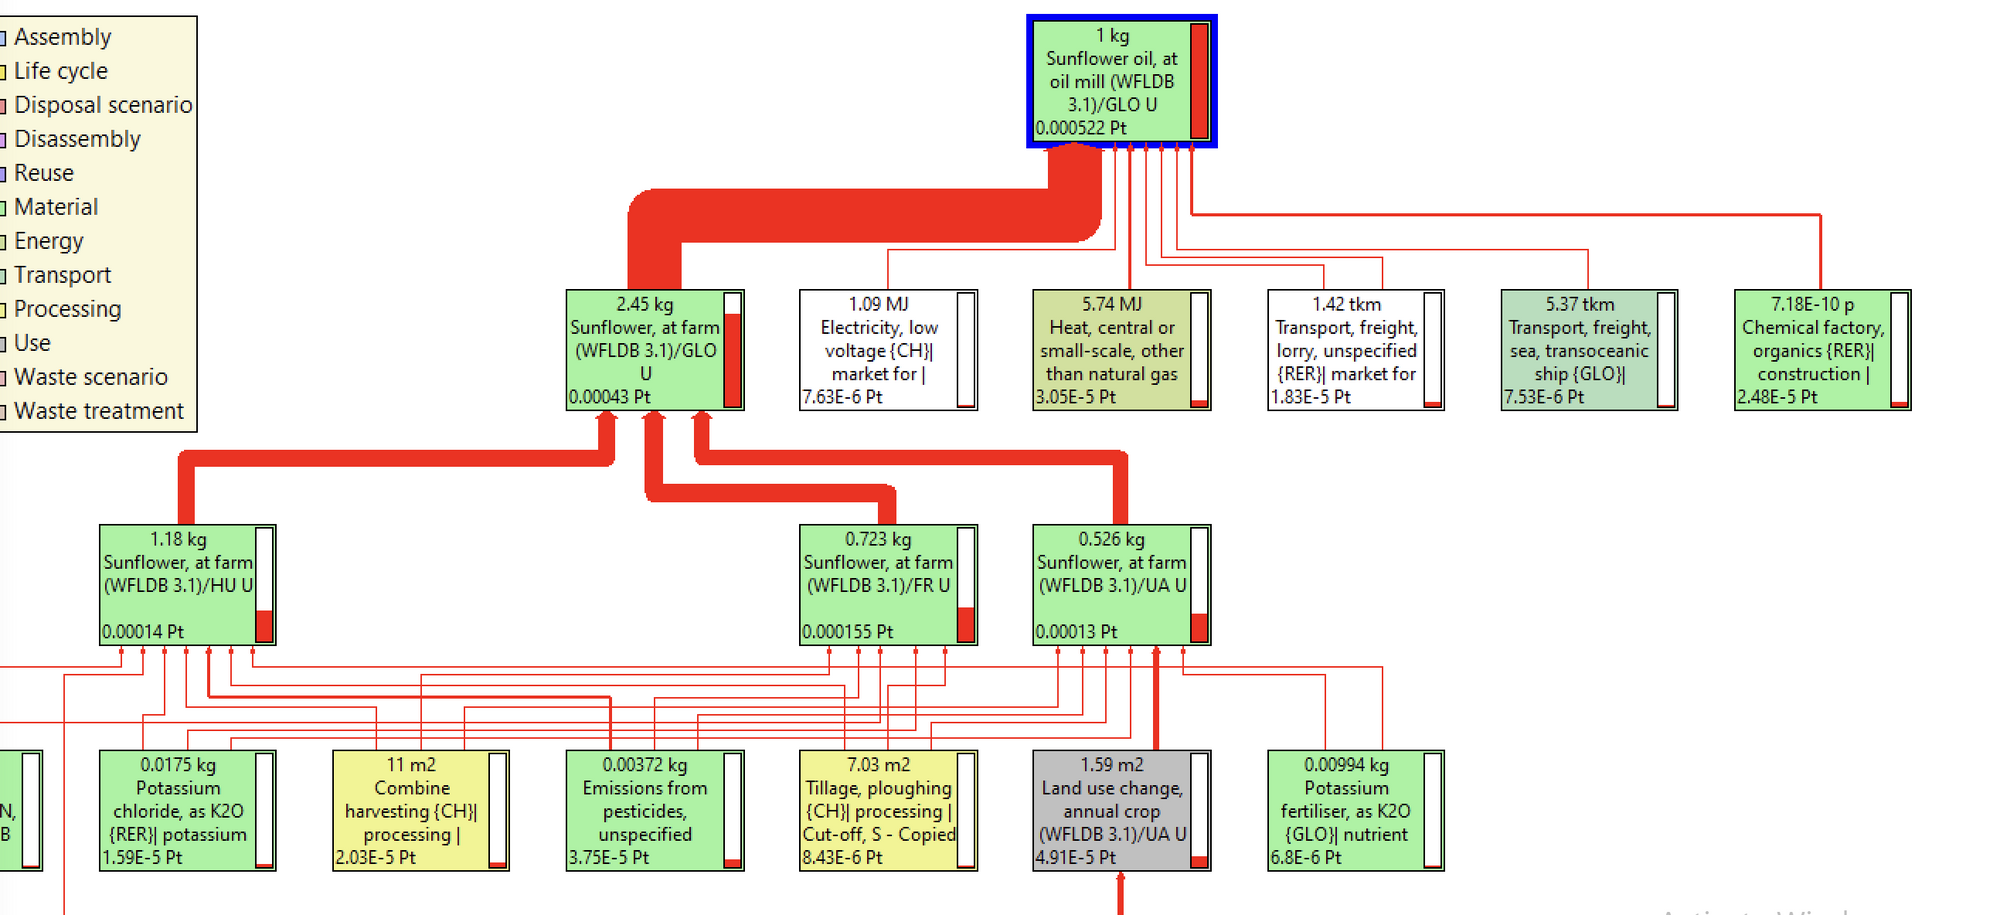 Assembly
Life cycle
Disposal scenario
Disassembly
Reuse
Material
Energy
Transport
Processing
Use
Waste scenario
Waste treatment
1 kg
Sunflower oil, at
oil mill (WFLDB
3.1)/GLO U
0.000522 Pt
2.45 kg
Sunflower, at farm
(WFLDB 3.1)/GLO
U
0.00043 Pt
1.09 MJ
Electricity, low
voltage {CH}|
market for |
7.63E-6 Pt
5.74 MJ
Heat, central or
small-scale, other
than natural gas
3.05E-5 Pt
1.42 tkm
Transport, freight,
lorry, unspecified
{RER}| market for
1.83E-5 Pt
5.37 tkm
Transport, freight,
sea, transoceanic
ship {GLO}|
7.53E-6 Pt
7.18E-10 p
Chemical factory,
organics {RER}|
construction |
2.48E-5 Pt
1.18 kg
Sunflower, at farm
(WFLDB 3.1)/HU U
0.00014 Pt
0.723 kg
Sunflower, at farm
(WFLDB 3.1)/FR U
0.000155 Pt
0.526 kg
Sunflower, at farm
(WFLDB 3.1)/UA U
0.00013 Pt
N,
B
0.0175 kg
Potassium
chloride, as K2O
{RER}| potassium
1.59E-5 Pt
11 m2
Combine
harvesting {CH}|
processing |
2.03E-5 Pt
0.00372 kg
Emissions from
pesticides,
unspecified
3.75E-5 Pt
7.03 m2
Tillage, ploughing
{CH}| processing |
Cut-off, S - Copied
8.43E-6 Pt
1.59 m2
Land use change,
annual crop
(WFLDB 3.1)/UA U
4.91E-5 Pt
0.00994 kg
Potassium
fertiliser, as K2O
{GLO}| nutrient
6.8E-6 Pt